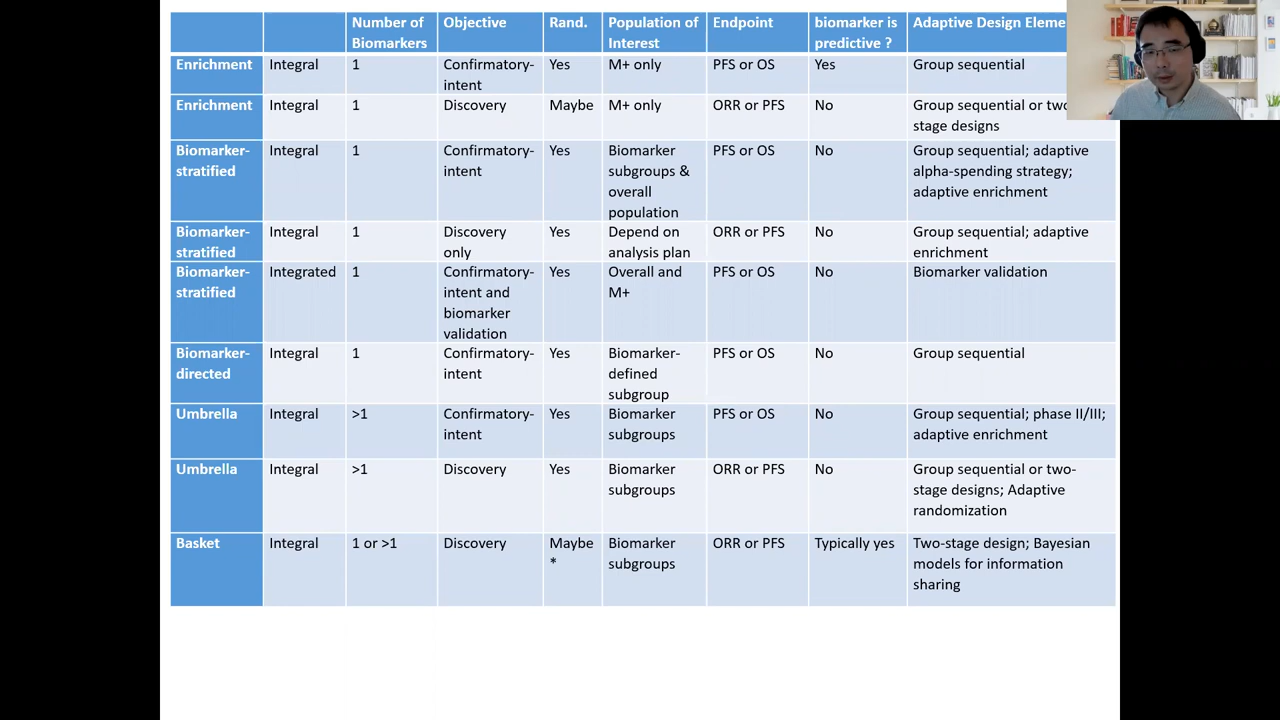 Number of Biomarkers
Objective
Rand.
Population of Interest
Endpoint
biomarker is predictive ?
Adaptive Design
Enrichment
Integral
1
Confirmatory-intent
Yes
M+ only
PFS or OS
Yes
Group sequential
Enrichment
Integral
1
Discovery
Maybe
M+ only
ORR or PFS
No
Group sequential or
stage designs
Biomarker-stratified
Integral
1
Confirmatory-intent
Yes
Biomarker subgroups & overall population
PFS or OS
No
Group sequential; adaptive alpha-spending strategy; adaptive enrichment
Biomarker-stratified
Integral
1
Discovery only
Yes
Depend on analysis plan
ORR or PFS
No
Group sequential; adaptive enrichment
Biomarker-stratified
Integrated
1
Confirmatory-intent and biomarker validation
Yes
Overall and M+
PFS or OS
No
Biomarker validation
Biomarker-directed
Integral
1
Confirmatory-intent
Yes
Biomarker-defined subgroup
PFS or OS
No
Group sequential
Umbrella
Integral
>1
Confirmatory-intent
Yes
Biomarker subgroups
PFS or OS
No
Group sequential; phase II/III; adaptive enrichment
Umbrella
Integral
>1
Discovery
Yes
Biomarker subgroups
ORR or PFS
No
Group sequential or two-stage designs; Adaptive randomization
Basket
Integral
1 or >1
Discovery
Maybe *
Biomarker subgroups
ORR or PFS
Typically yes
Two-stage design; Bayesian models for information sharing